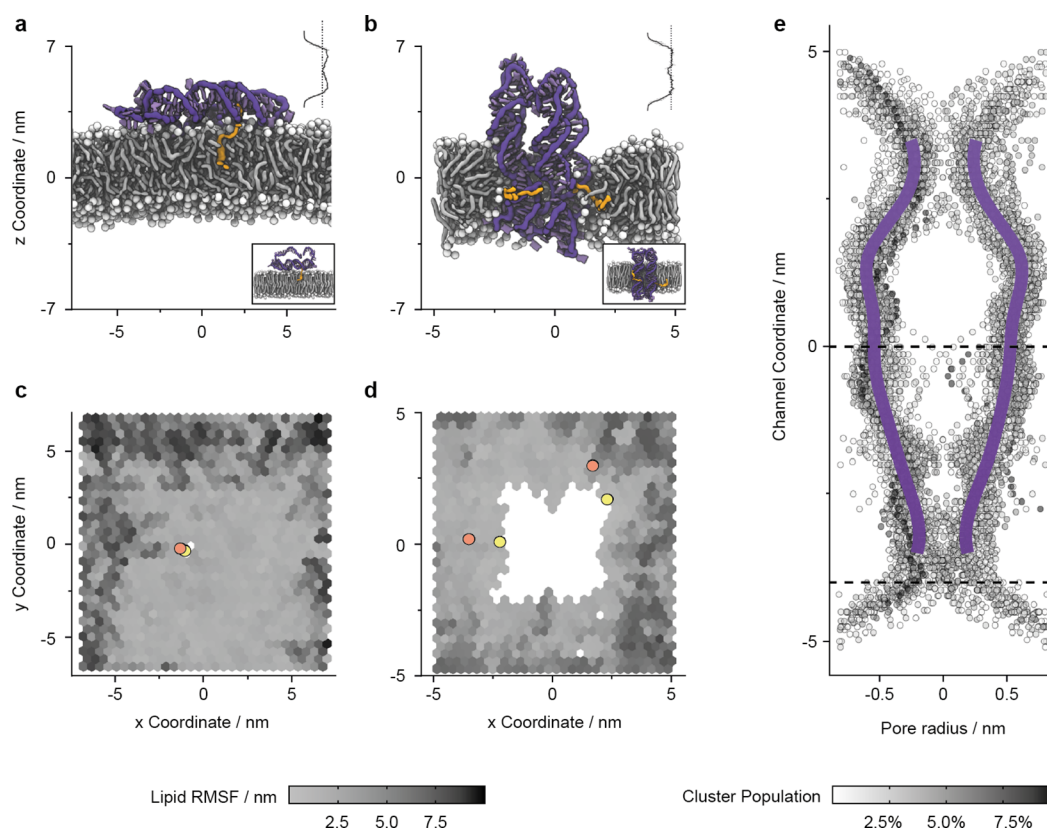 a
b
e
7
0
-7
z Coordinate / nm
-5
0
5
7
0
-7
-5
0
5
c
d
5
0
-5
y Coordinate / nm
-5
0
5
x Coordinate / nm
5
0
-5
-5
0
5
x Coordinate / nm
5
0
-5
Channel Coordinate / nm
-0.5
0
0.5
Pore radius / nm
Lipid RMSF / nm
2.5
5.0
7.5
Cluster Population
2.5%
5.0%
7.5%